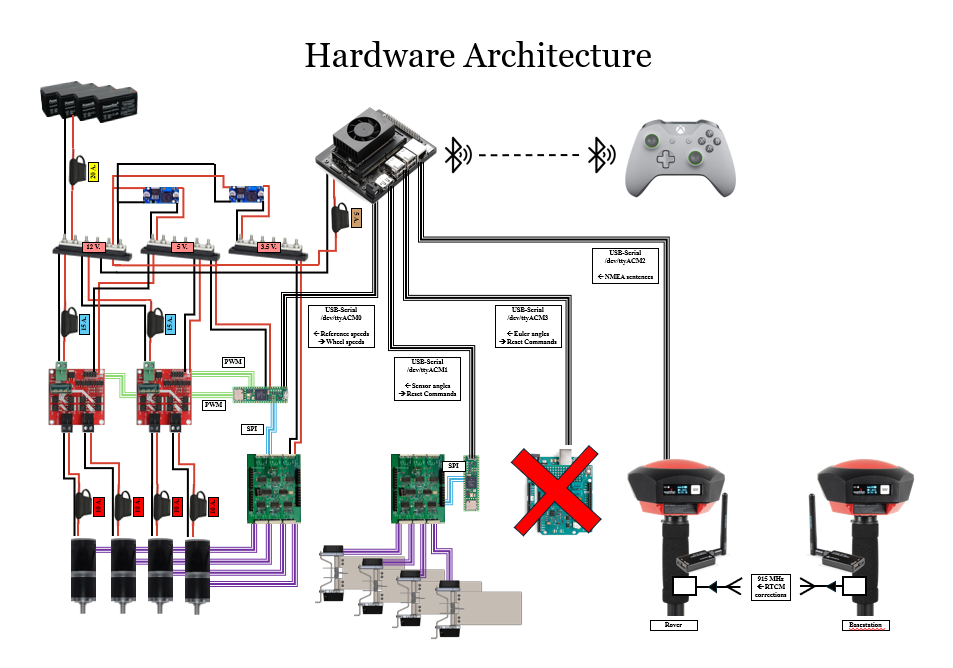 Hardware Architecture
20 A.
5 A.
12 V.
5 V.
3.5 V.
USB-Serial
/dev/ttyACM2
← NMEA sentences
15 A.
15 A.
USB-Serial
/dev/ttyACM0
← Reference speeds
→ Wheel speeds
USB-Serial
/dev/ttyACM3
← Euler angles
→ Reset Commands
USB-Serial
/dev/ttyACM1
← Sensor angles
→ Reset Commands
PWM
PWM
SPI
SPI
915 MHz
← RTCM
corrections
Rover
Basestation